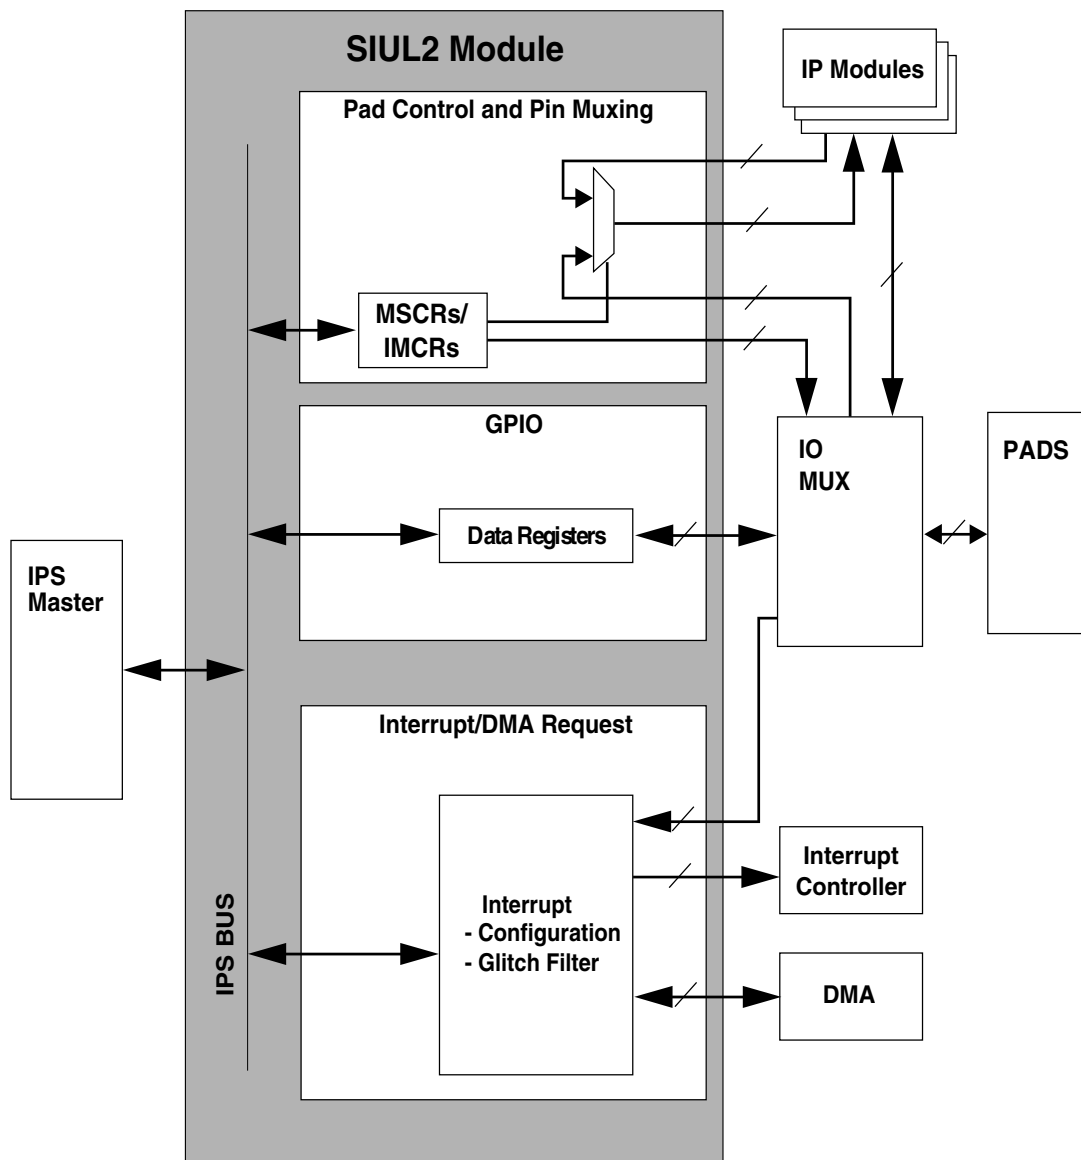 SIUL2 Module
IP Modules
Pad Control and Pin Muxing
MSCRs/
IMCRs
GPIO
IO
MUX
PADS
Data Registers
IPS
Master
Interrupt/DMA Request
Interrupt
Controller
Interrupt
- Configuration
- Glitch Filter
IPS BUS
DMA